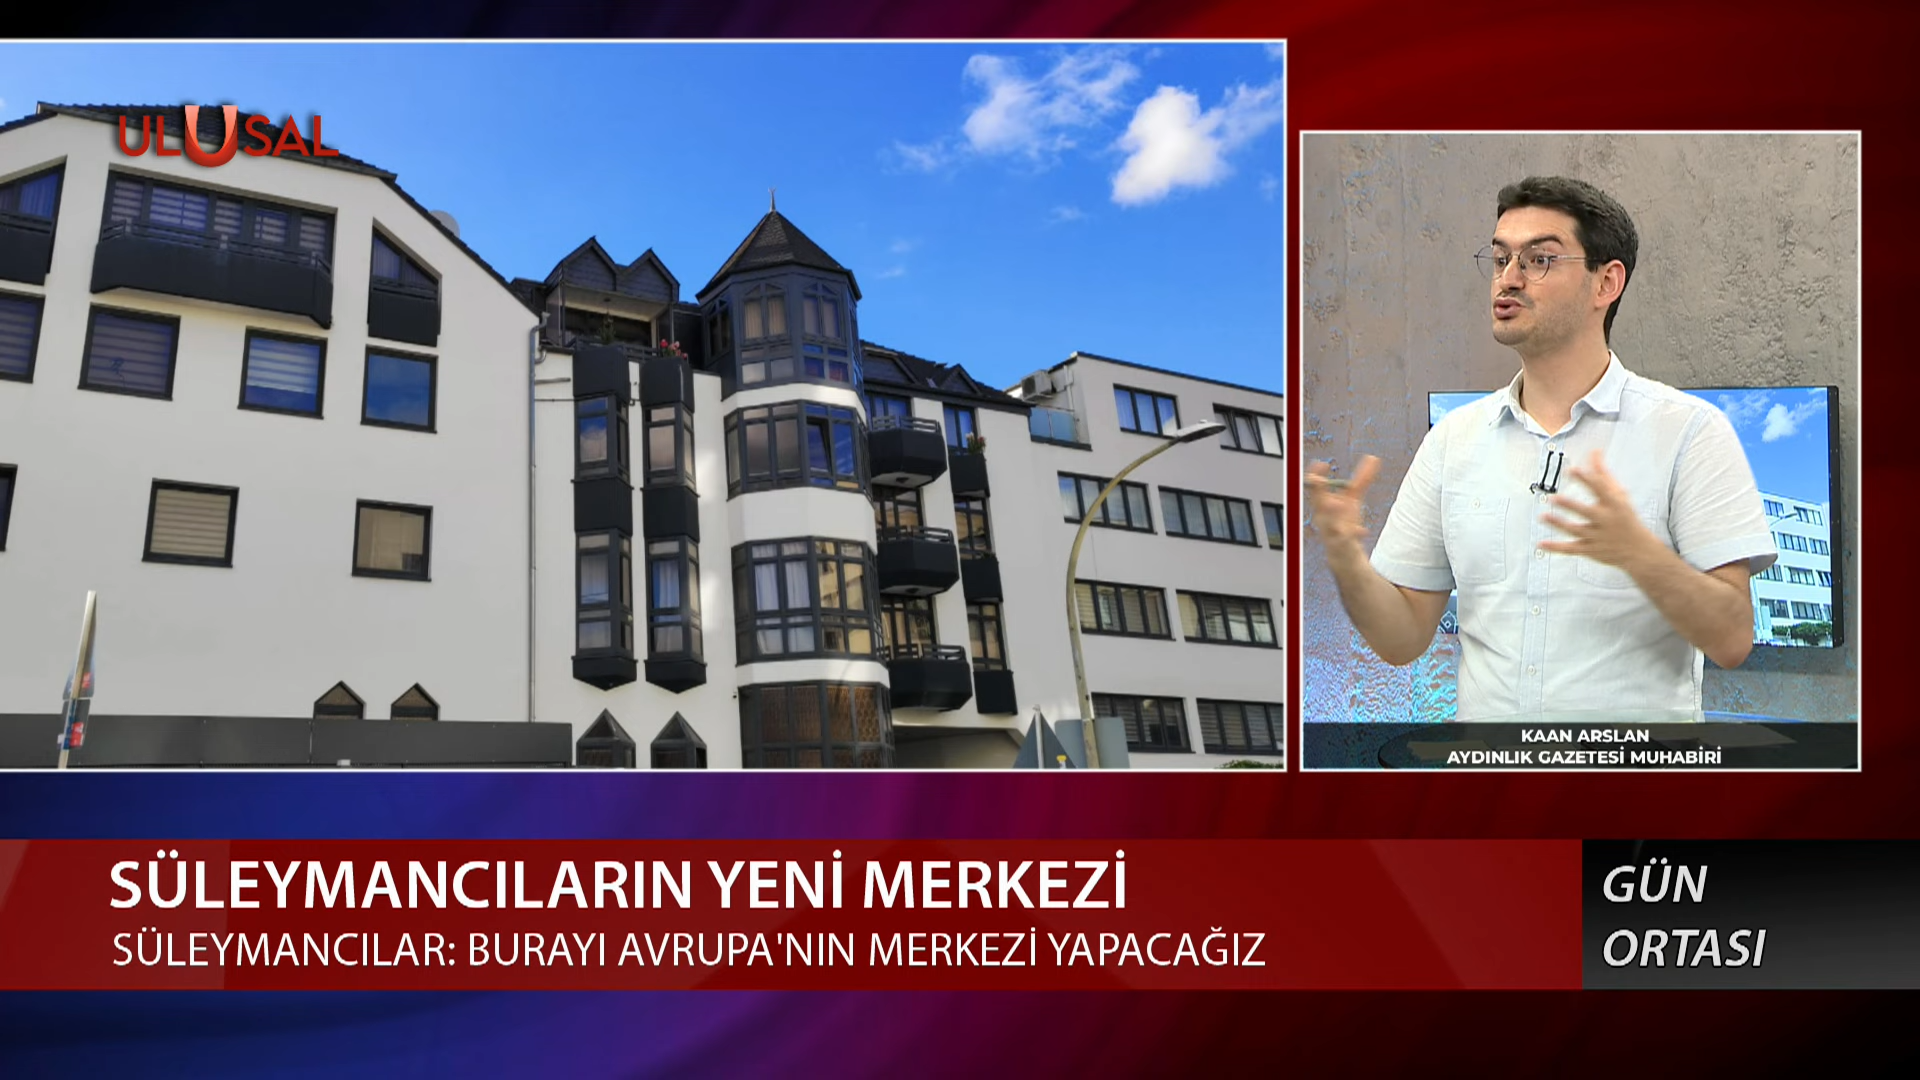 ULUSAL
KAAN ARSLAN
AYDINLIK GAZETESİ MUHABİRİ
SÜLEYMANCILARIN YENİ MERKEZİ
SÜLEYMANCILAR: BURAYI AVRUPA'NIN MERKEZİ YAPACAĞIZ
GÜN
ORTASI